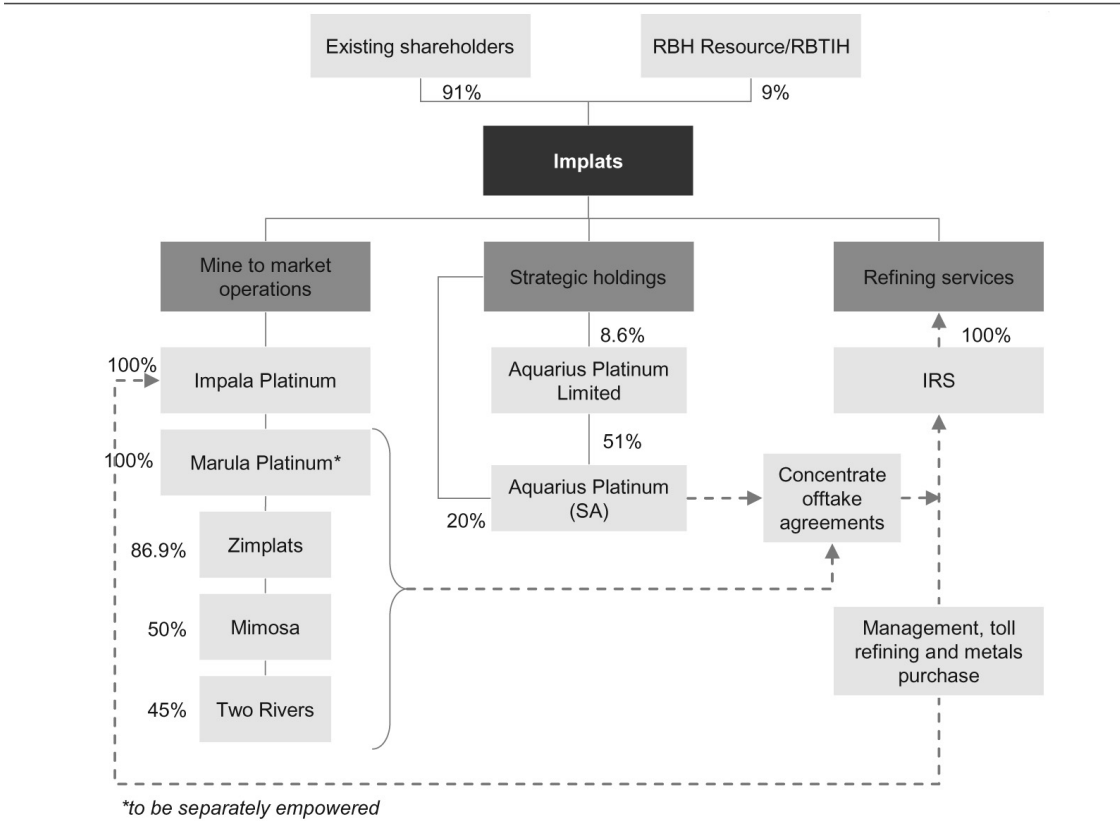 Existing shareholders
RBH Resource/RBTIH
91%
9%
Implats
Mine to market
operations
Strategic holdings
Refining services
8.6%
100%
100%
Impala Platinum
Aquarius Platinum
Limited
IRS
51%
100%
Marula Platinum*
Aquarius Platinum
(SA)
20%
Concentrate
offtake
agreements
86.9%
Zimplats
50%
Mimosa
Management, toll
refining and metals
purchase
45%
Two Rivers
*to be separately empowered